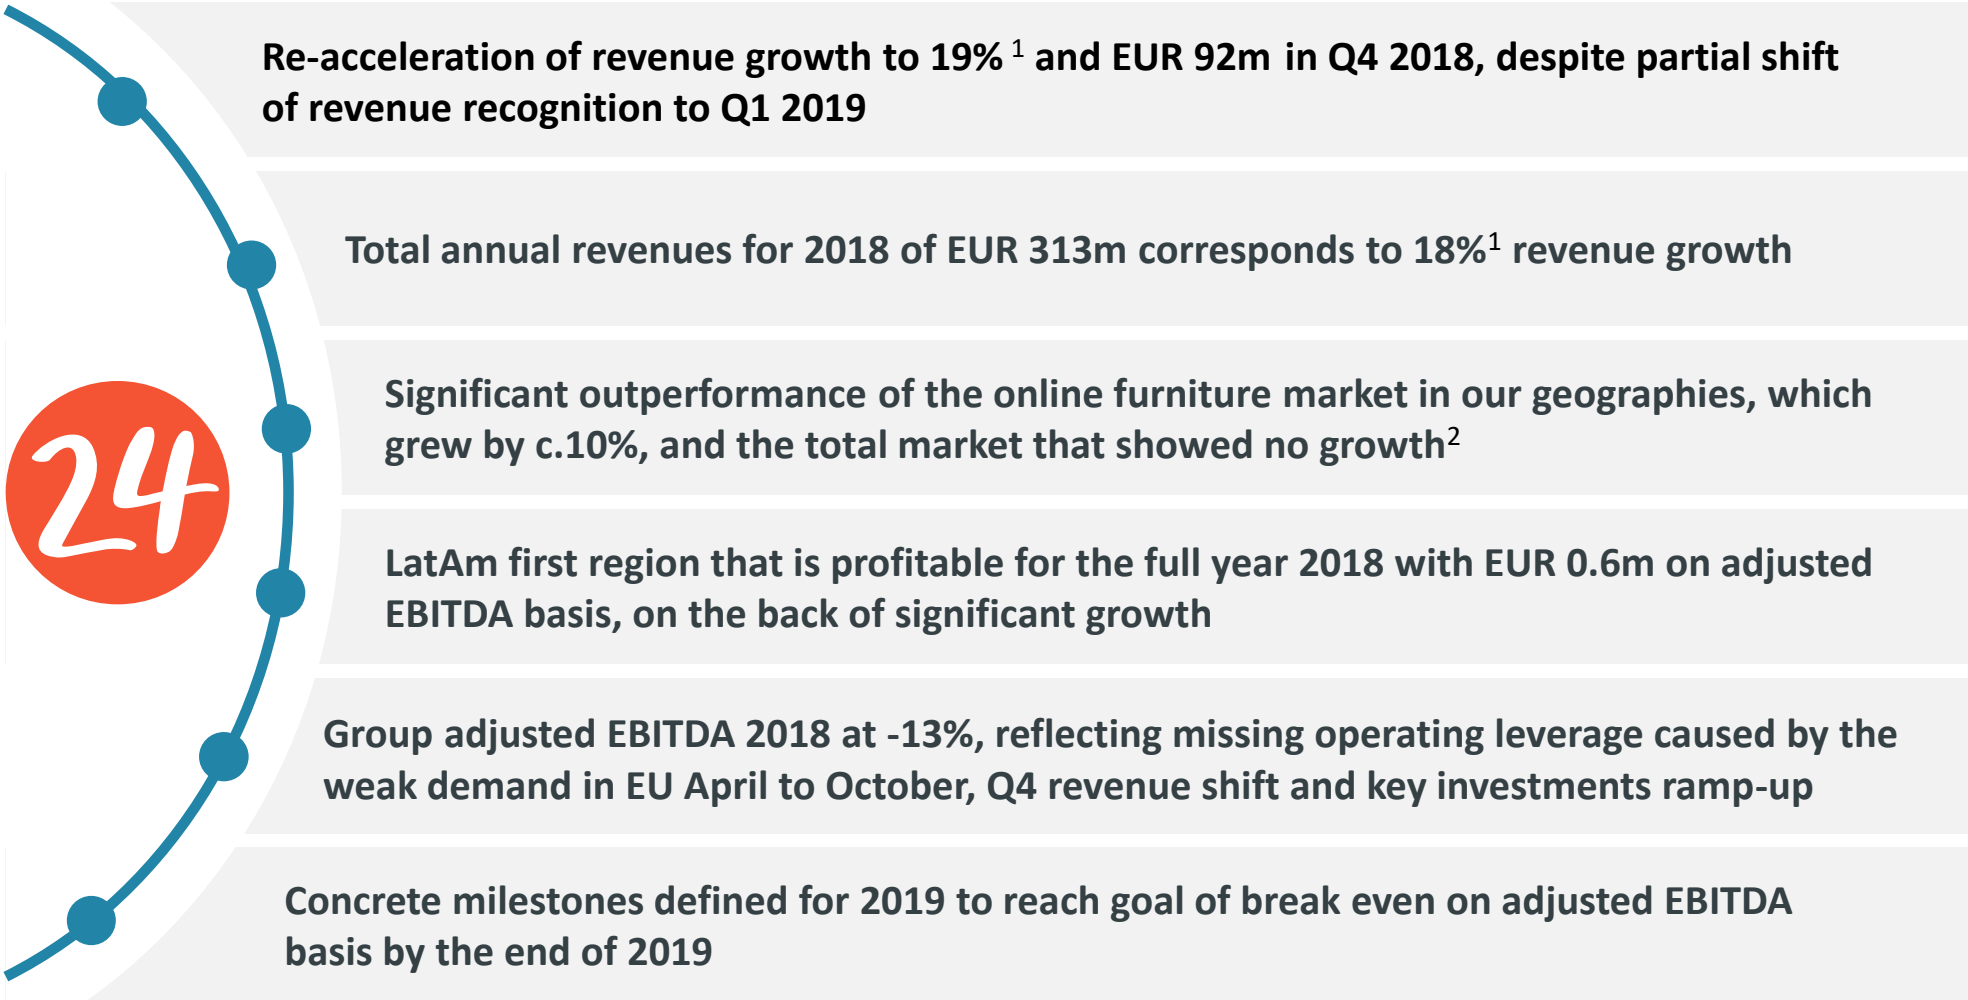 Re-acceleration of revenue growth to 19% 1 and EUR 92m in Q4 2018, despite partial shift
of revenue recognition to Q1 2019
Total annual revenues for 2018 of EUR 313m corresponds to 18%1 revenue growth
Significant outperformance of the online furniture market in our geographies, which
grew by c.10%, and the total market that showed no growth2
24
LatAm first region that is profitable for the full year 2018 with EUR 0.6m on adjusted
EBITDA basis, on the back of significant growth
Group adjusted EBITDA 2018 at -13%, reflecting missing operating leverage caused by the
weak demand in EU April to October, Q4 revenue shift and key investments ramp-up
Concrete milestones defined for 2019 to reach goal of break even on adjusted EBITDA
basis by the end of 2019